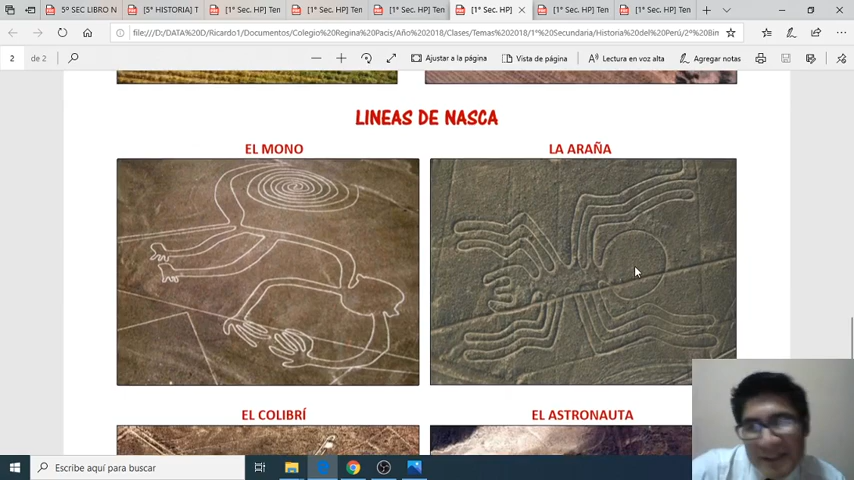 [5º SEC LIBRO N
[5º HISTORIA] T
[1º SEC. HP] Ten
[1º SEC. HP] Ten
[1º SEC. HP] Ten
[1º SEC. HP]
[1º SEC. HP] Ten
[1º SEC. HP] Ten
file:///D:/DATA%20D/Ricardo1/Documentos/Colegio%20Regina%20Pacis/Año%202018/Clases/Temas%202018/1°%20Secundaria/Historia%20del%20Perú/2°%20Bim
2 de 2
Ajustar a la página
Vista de página
Lectura en voz alta
Agregar notas
LINEAS DE NASCA
EL MONO
LA ARAÑA
EL COLIBRÍ
EL ASTRONAUTA
Escribe aquí para buscar